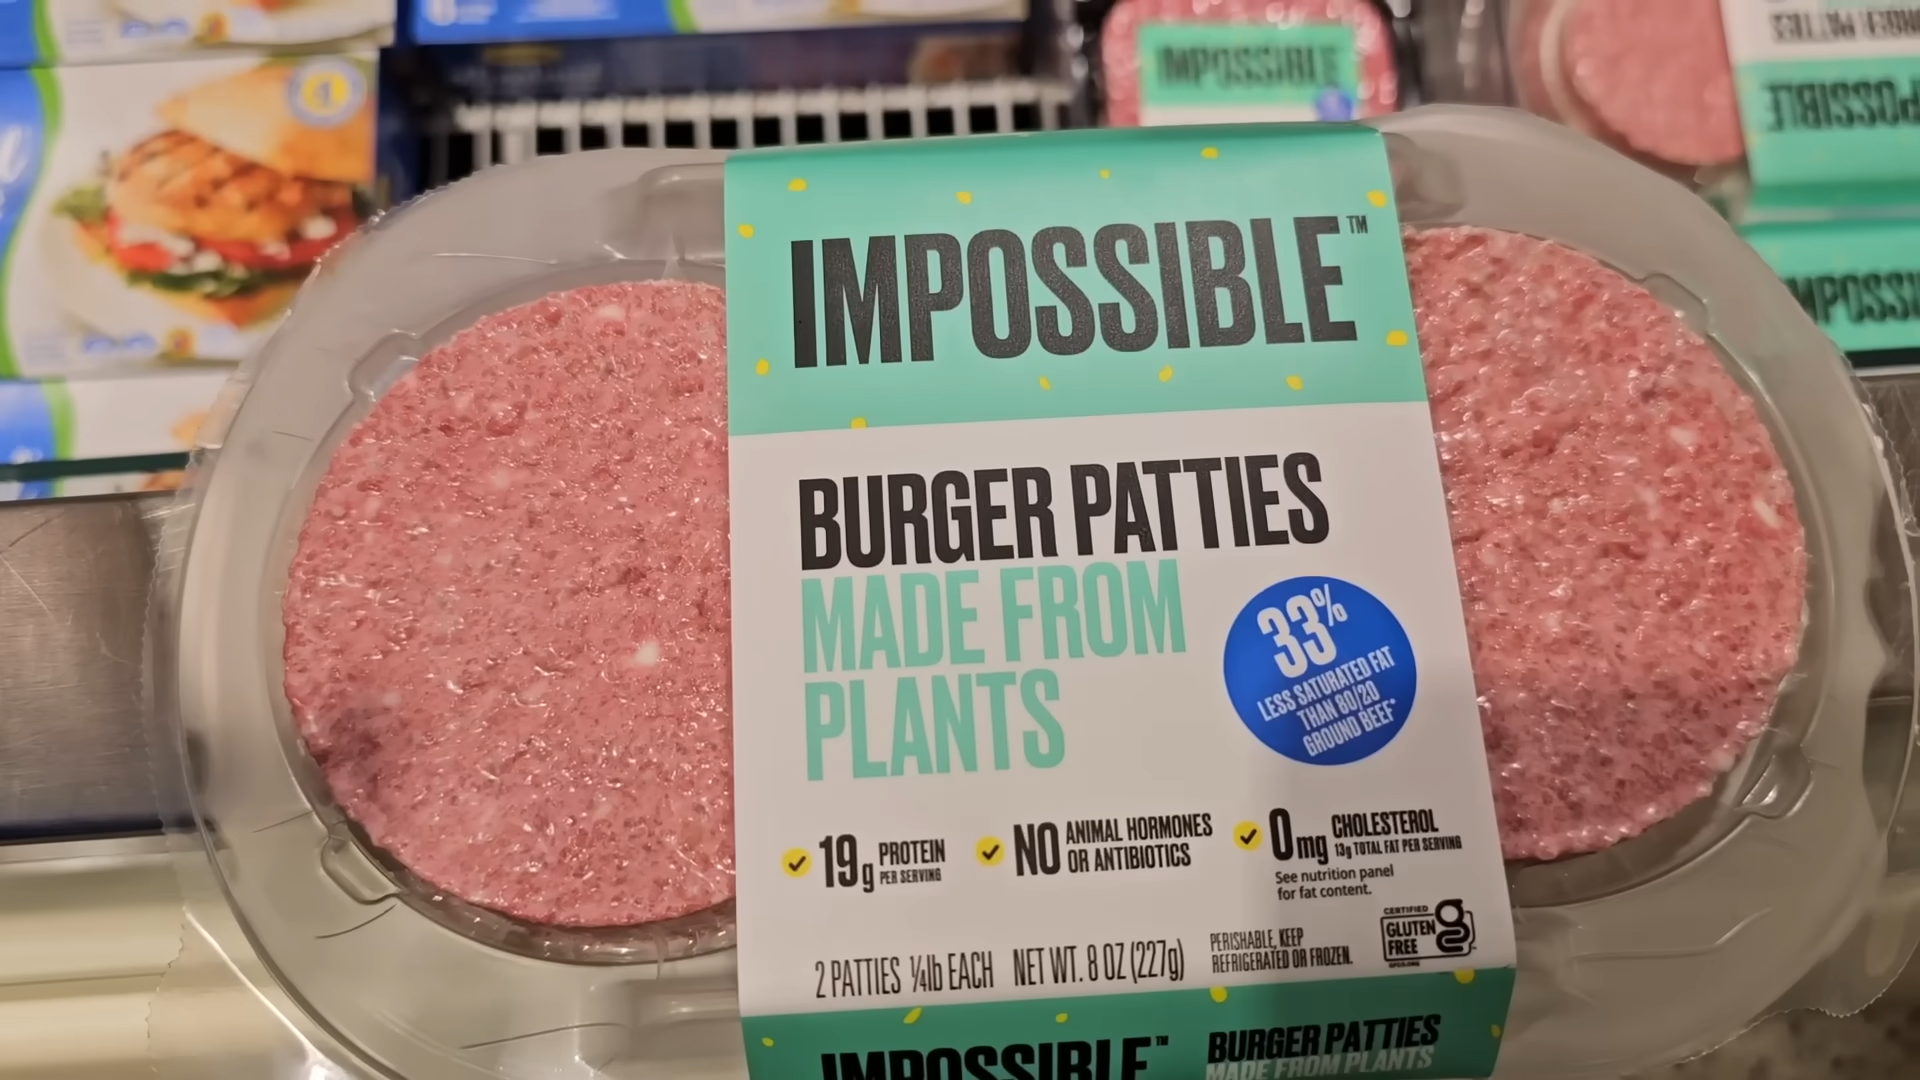 IMPOSSIBLE
IMPOSSIBLE
IMPOSSIBLE™
BURGER PATTIES
MADE FROM
PLANTS
33%
LESS SATURATED FAT
THAN 80/20
GROUND BEEF*
19g PROTEIN
PER SERVING
NO ANIMAL HORMONES
OR ANTIBIOTICS
0mg CHOLESTEROL
13g TOTAL FAT PER SERVING
See nutrition panel
for fat content.
2 PATTIES ¼lb EACH NET WT. 8 OZ (227g)
PERISHABLE, KEEP
REFRIGERATED OR FROZEN.
CERTIFIED
GLUTEN
FREE
IMPOSSIBLE™
BURGER PATTIES
MADE FROM PLANTS